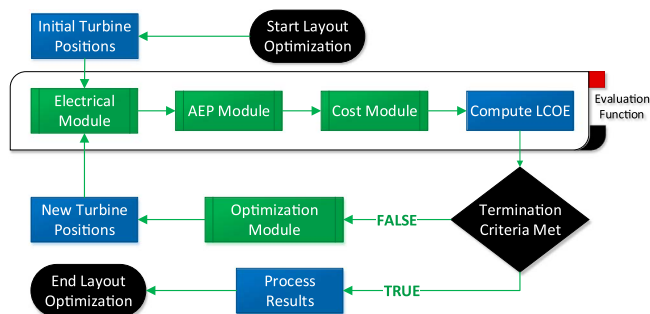 Initial Turbine
Positions
Start Layout
Optimization
Electrical
Module
AEP Module
Cost Module
Compute LCOE
Evaluation
Function
New Turbine
Positions
Optimization
Module
FALSE
Termination
Criteria Met
End Layout
Optimization
Process
Results
TRUE